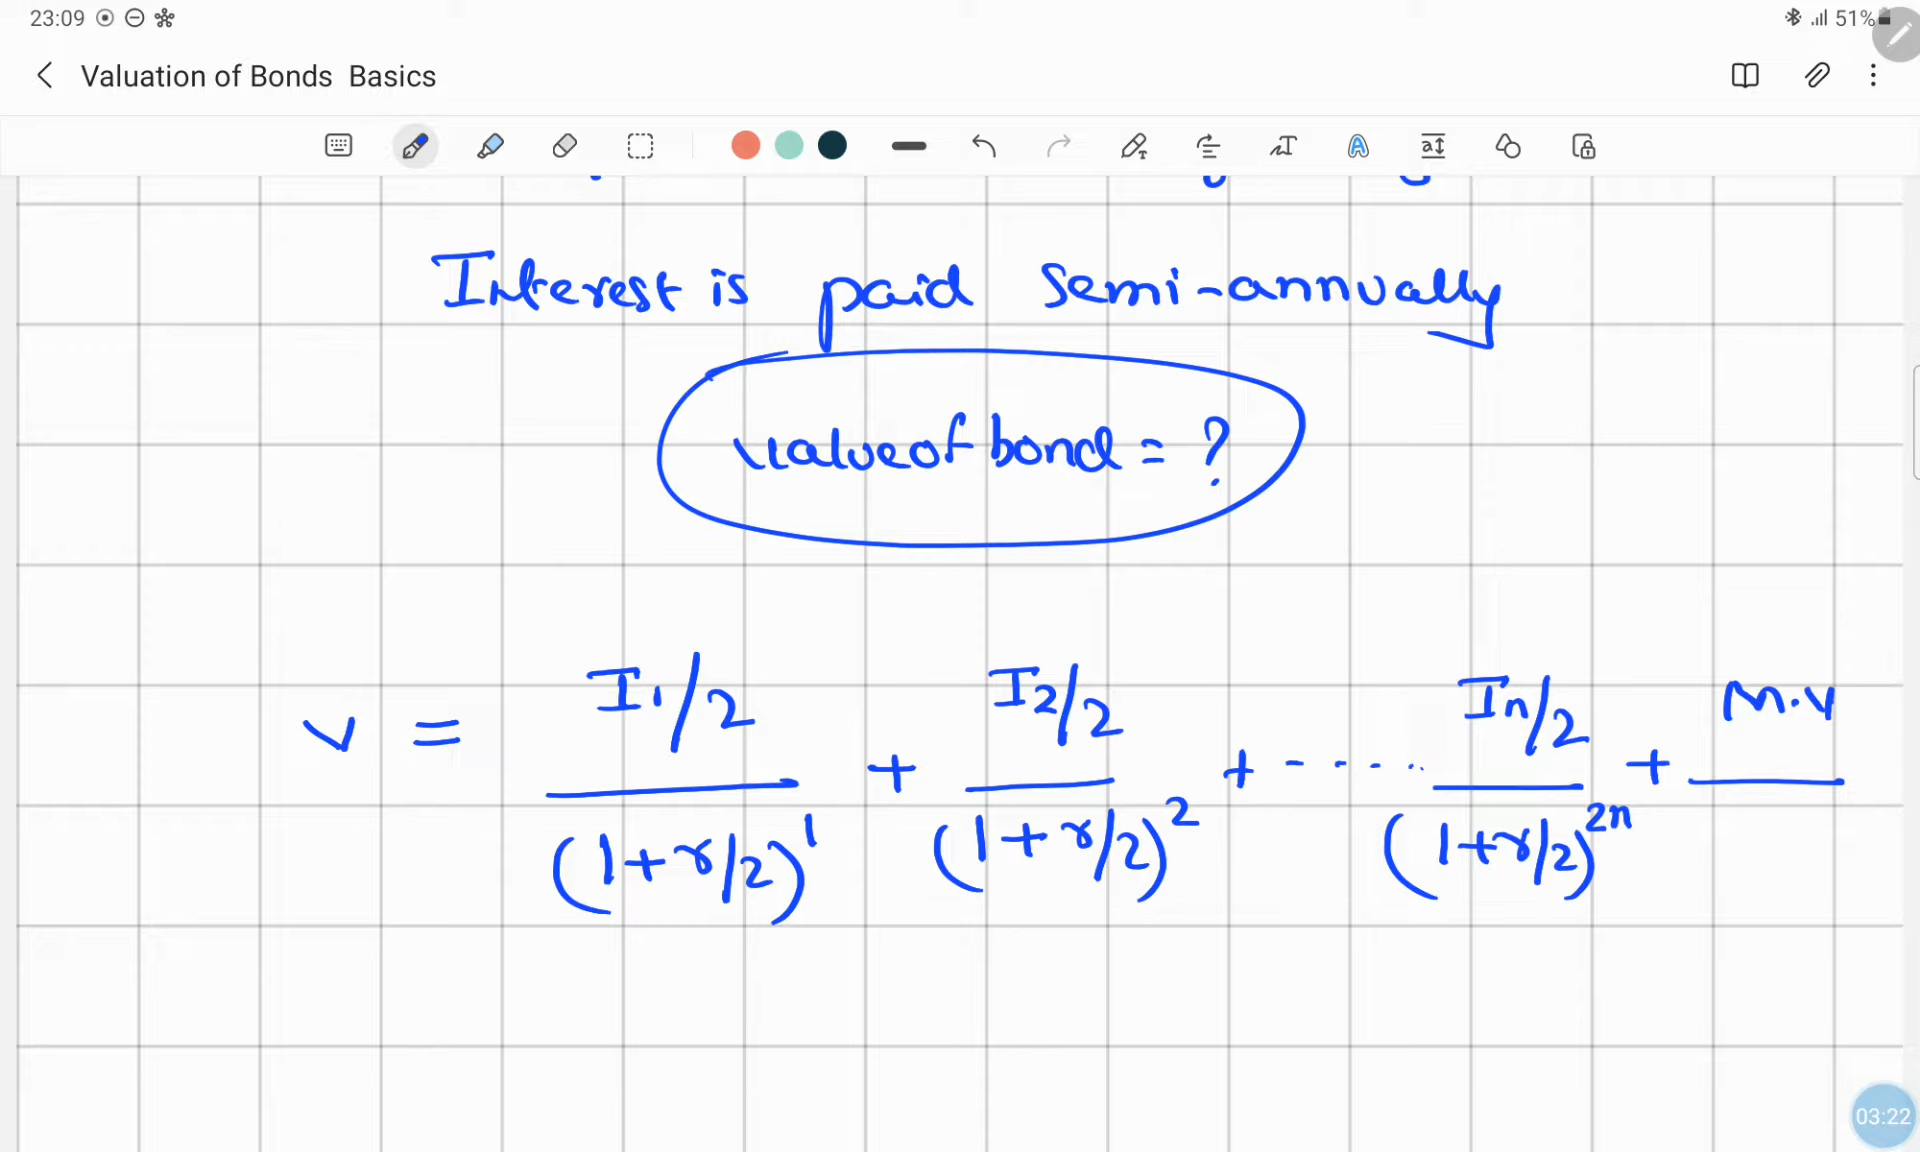 23:09 51%
Valuation of Bonds Basics
Interest is paid semi-annually
value of bond = ?
V = I1/2 / (1+r/2)^1 + I2/2 / (1+r/2)^2 + ..... In/2 / (1+r/2)^2n + M.V
03:22